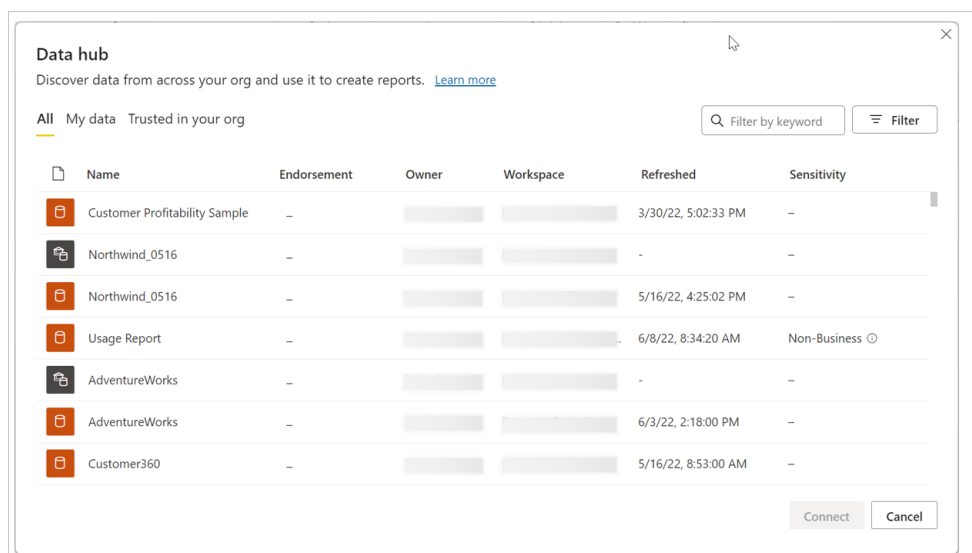 Data hub
Discover data from across your org and use it to create reports. Learn more
All My data Trusted in your org Filter by keyword Filter
Name Endorsement Owner Workspace Refreshed Sensitivity
Customer Profitability Sample – 3/30/22, 5:02:33 PM –
Northwind_0516 – - –
Northwind_0516 – 5/16/22, 4:25:02 PM –
Usage Report – 6/8/22, 8:34:20 AM Non-Business
AdventureWorks – - –
AdventureWorks – 6/3/22, 2:18:00 PM –
Customer360 – 5/16/22, 8:53:00 AM –
Connect Cancel